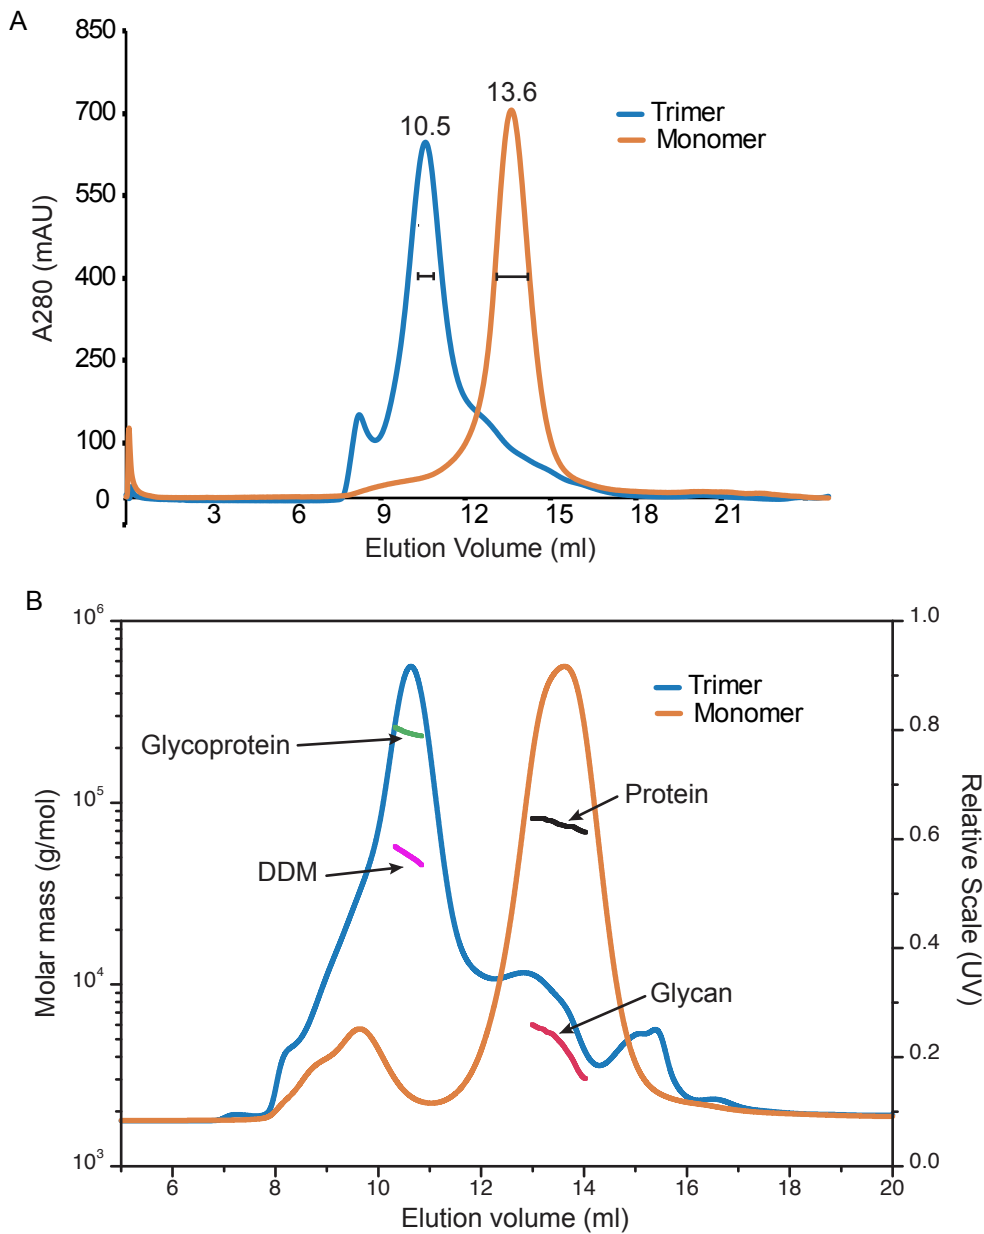 A
850
700
550
400
250
100
0
A280 (mAU)
10.5
13.6
Trimer
Monomer
3 6 9 12 15 18 21
Elution Volume (ml)
B
10^6
10^5
10^4
10^3
Molar mass (g/mol)
1.0
0.8
0.6
0.4
0.2
0.0
Relative Scale (UV)
Trimer
Monomer
Glycoprotein
Protein
DDM
Glycan
6 8 10 12 14 16 18 20
Elution volume (ml)